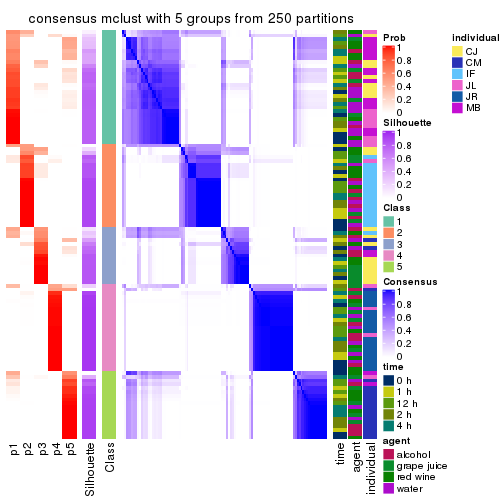 consensus mclust with 5 groups from 250 partitions
Prob
1
0.8
0.6
0.4
0.2
0
Silhouette
1
0.8
0.6
0.4
0.2
0
Class
1
2
3
4
5
Consensus
1
0.8
0.6
0.4
0.2
0
time
0 h
1 h
12 h
2 h
4 h
agent
alcohol
grape juice
red wine
water
individual
CJ
CM
IF
JL
JR
MB
p1
p2
p3
p4
p5
Silhouette
Class
time
agent
individual